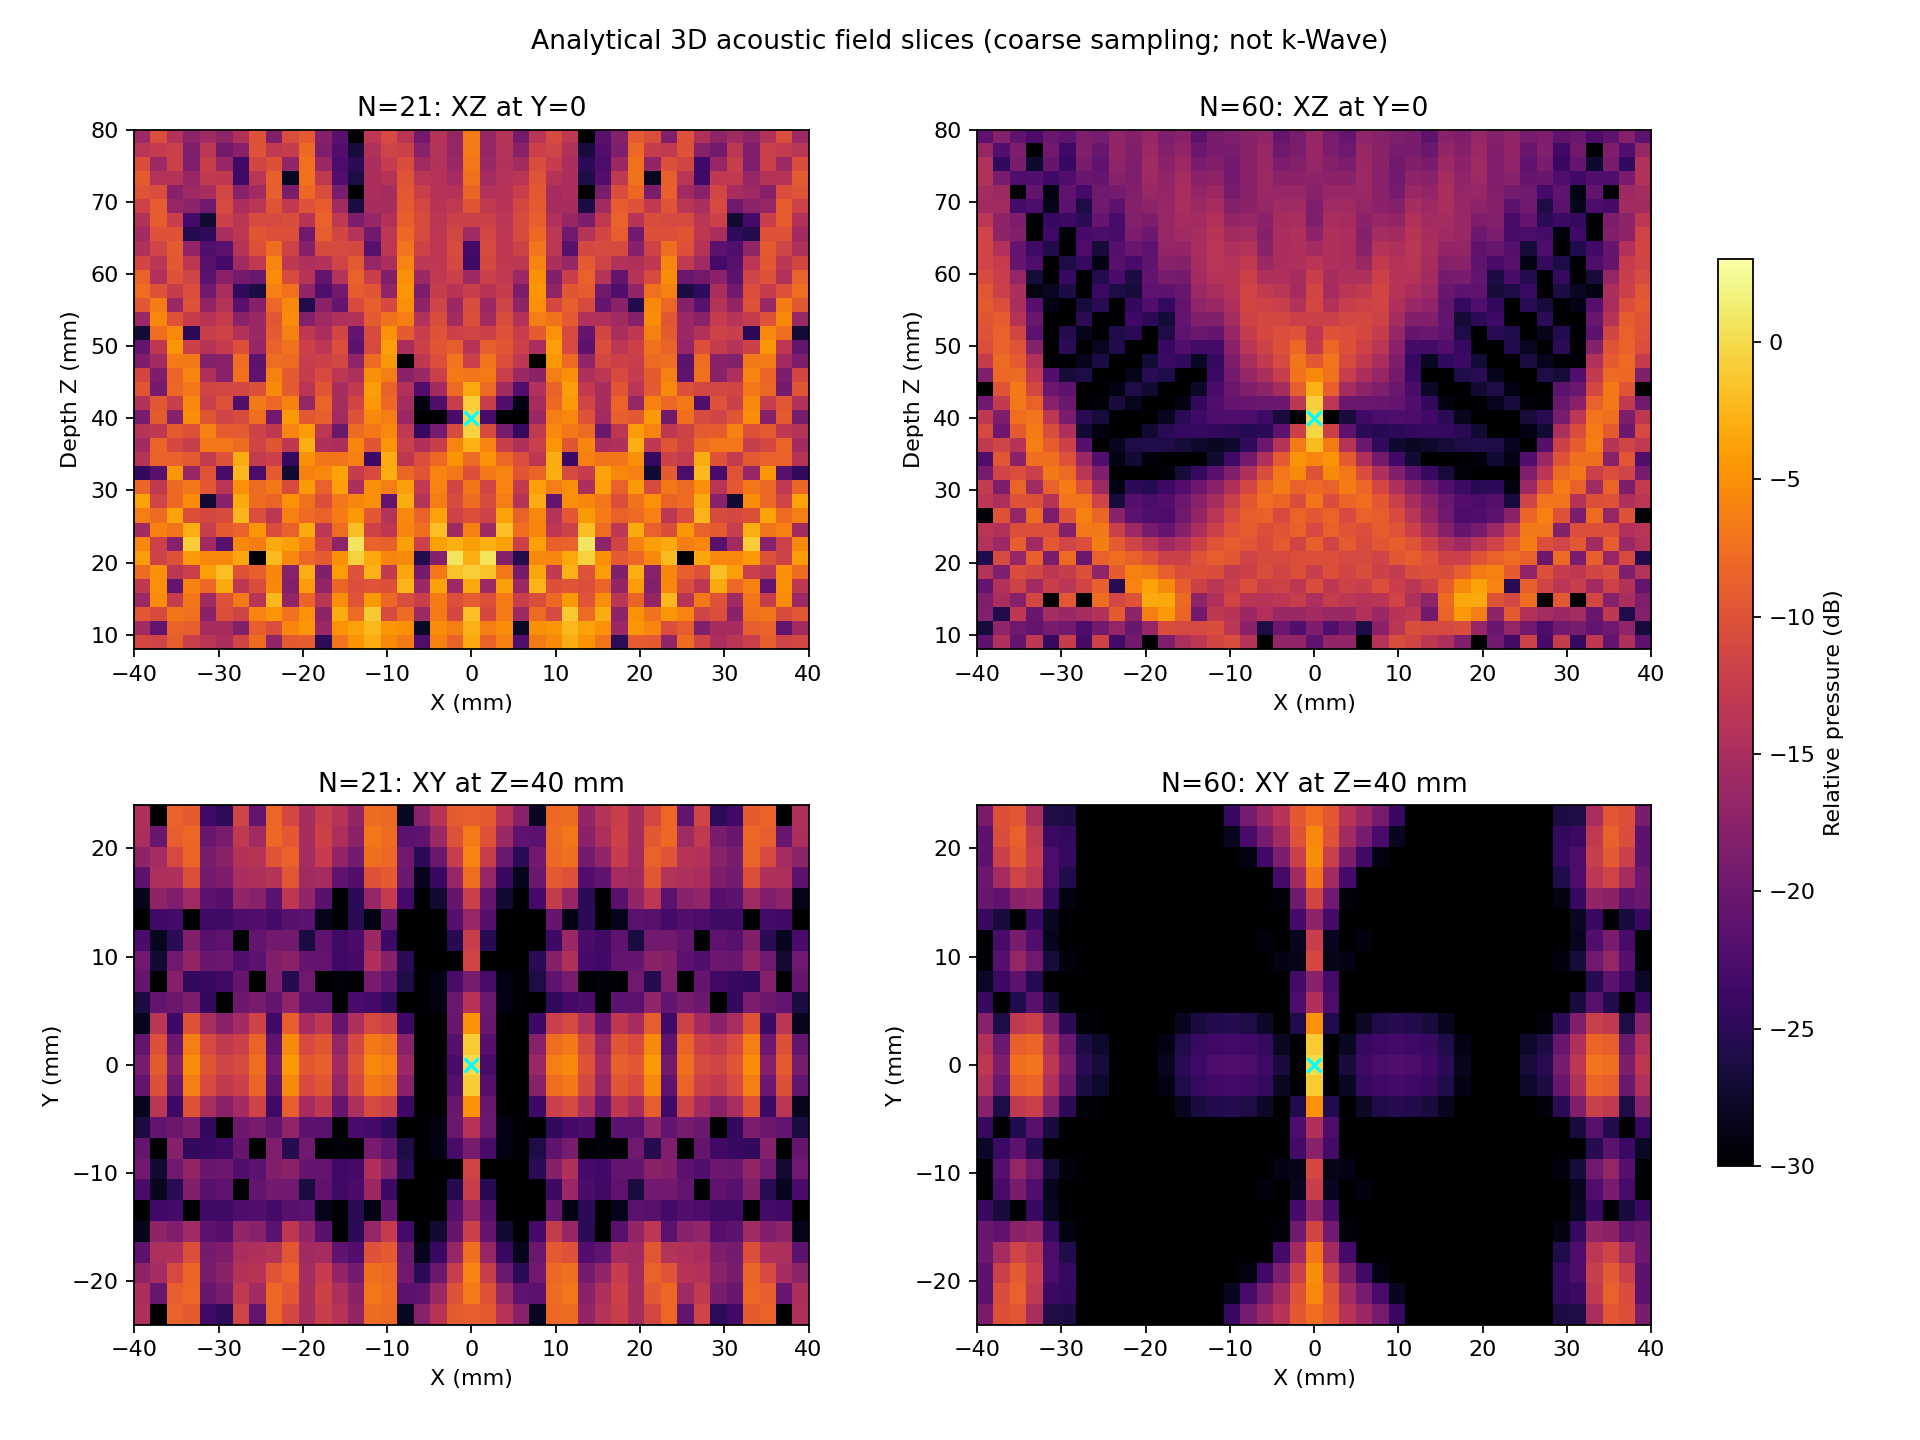 Analytical 3D acoustic field slices (coarse sampling; not k-Wave)
N=21: XZ at Y=0
80
70
60
50
40
30
20
10
Depth Z (mm)
−40 −30 −20 −10 0 10 20 30 40
X (mm)
N=60: XZ at Y=0
80
70
60
50
40
30
20
10
Depth Z (mm)
−40 −30 −20 −10 0 10 20 30 40
X (mm)
N=21: XY at Z=40 mm
20
10
0
−10
−20
Y (mm)
−40 −30 −20 −10 0 10 20 30 40
X (mm)
N=60: XY at Z=40 mm
20
10
0
−10
−20
Y (mm)
−40 −30 −20 −10 0 10 20 30 40
X (mm)
0
−5
−10
−15
−20
−25
−30
Relative pressure (dB)